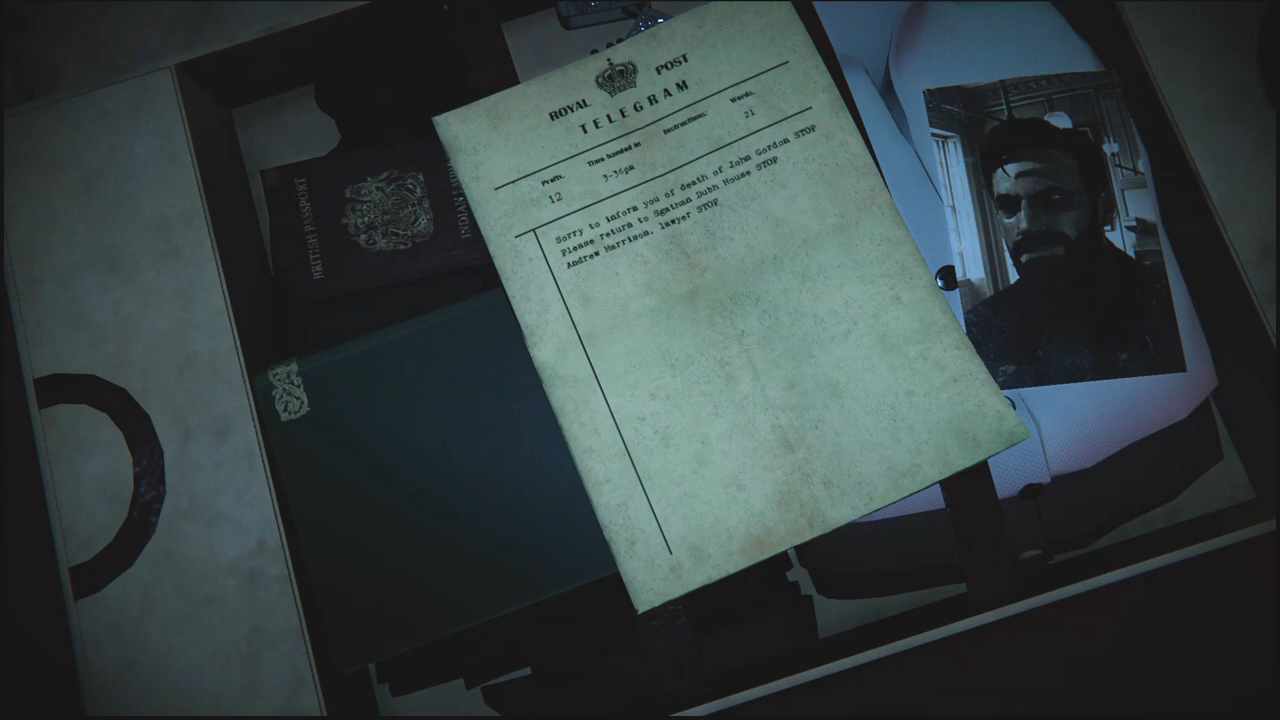 ROYAL POST
TELEGRAM
Prefix. Time handed in Instructions: Words.
12 3-36pm 21
Sorry to inform you of death of John Gordon STOP
Please return to Sgathan Dubh House STOP
Andrew Harrison, lawyer STOP
BRITISH PASSPORT
INDIAN